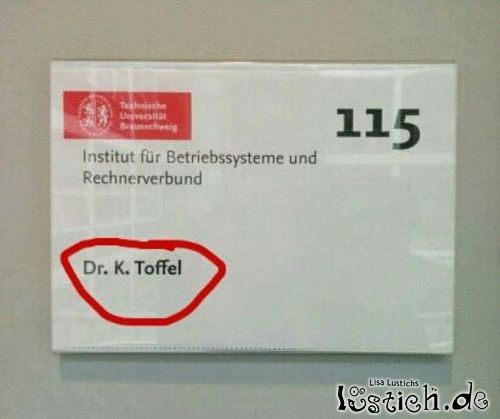 Technische
Universität
Braunschweig
115
Institut für Betriebssysteme und
Rechnerverbund
Dr. K. Toffel
Lisa Lustichs
lustich.de